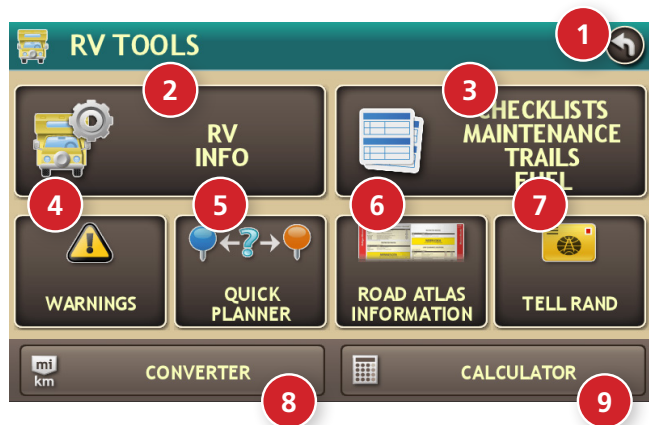 RV TOOLS
1
2
3
RV
INFO
CHECKLISTS
MAINTENANCE
TRAILS
FUEL
4
5
6
7
WARNINGS
QUICK
PLANNER
ROAD ATLAS
INFORMATION
TELL RAND
mi
km
CONVERTER
CALCULATOR
8
9